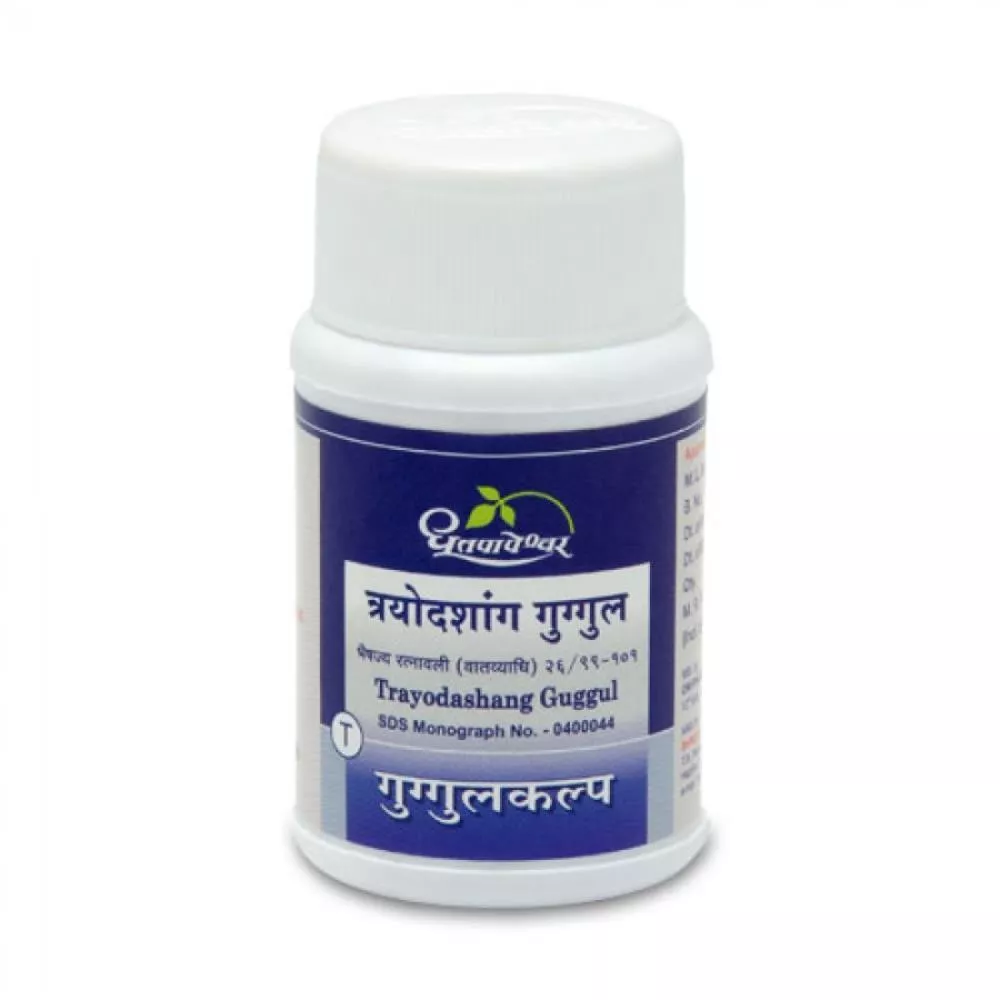 धूतपापेश्वर
त्रयोदशांग गुग्गुल
भैषज्य रत्नावली (वातव्याधि) २६/९९-१०१
Trayodashang Guggul
SDS Monograph No. - 0400044
T
गुग्गुलकल्प